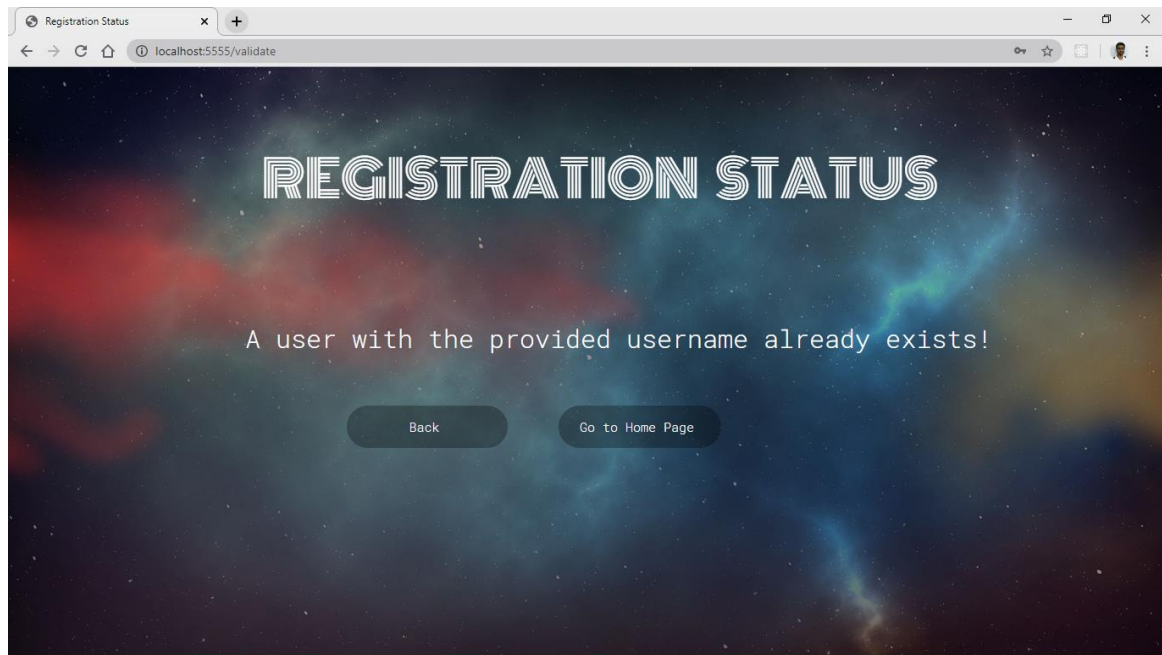 Registration Status
localhost:5555/validate
REGISTRATION STATUS
A user with the provided username already exists!
Back
Go to Home Page